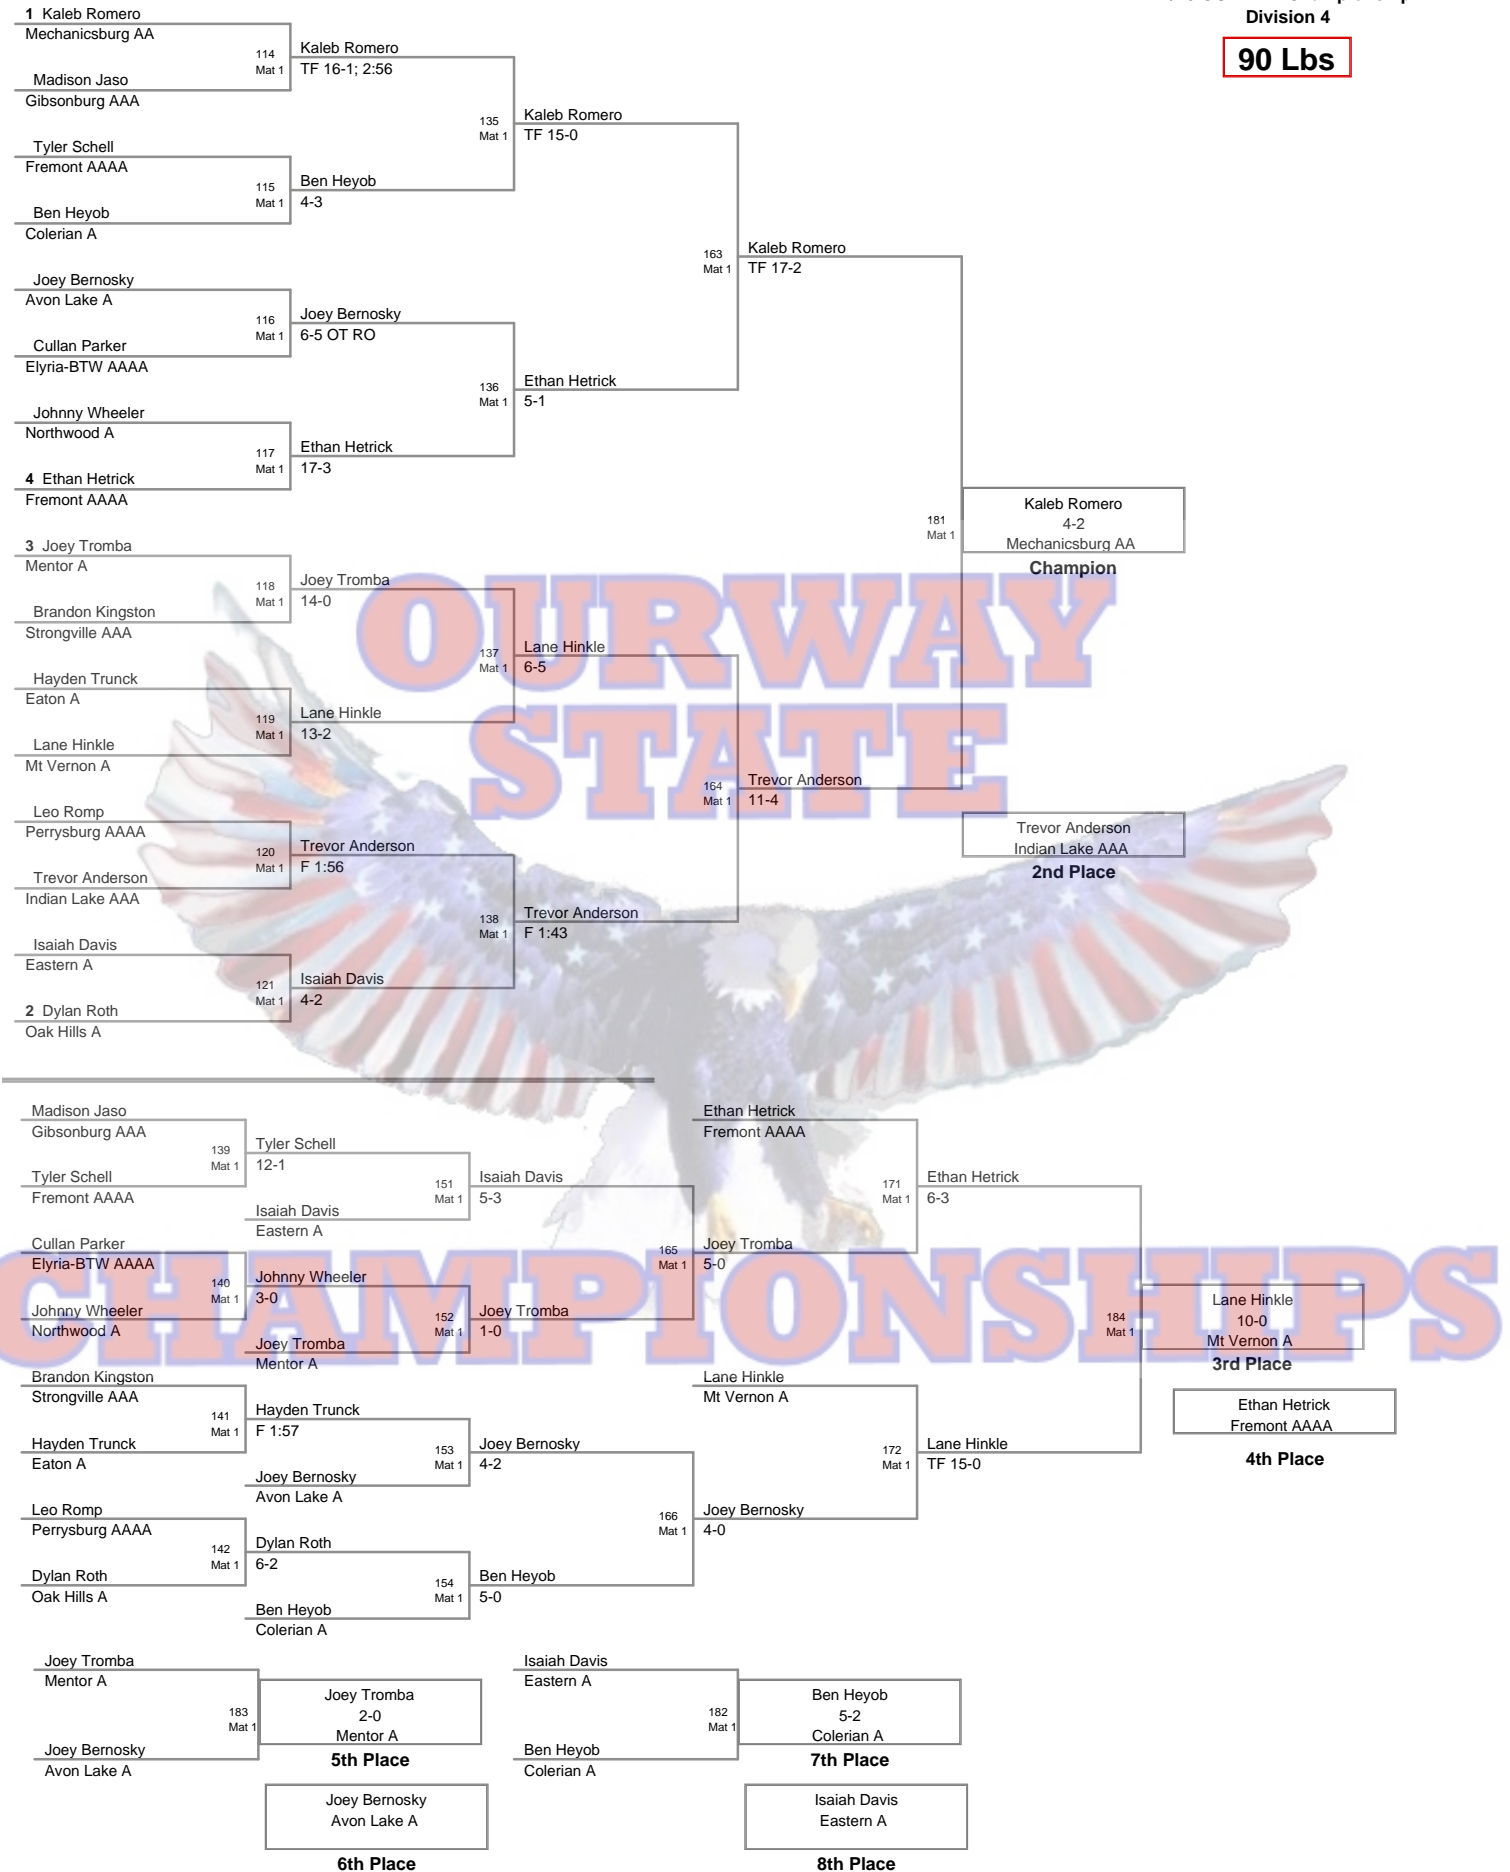 Division 4
90 Lbs
1 Kaleb Romero
Mechanicsburg AA
114
Mat 1
Kaleb Romero
TF 16-1; 2:56
Madison Jaso
Gibsonburg AAA
135
Mat 1
Kaleb Romero
TF 15-0
Tyler Schell
Fremont AAAA
115
Mat 1
Ben Heyob
4-3
Ben Heyob
Colerian A
163
Mat 1
Kaleb Romero
TF 17-2
Joey Bernosky
Avon Lake A
116
Mat 1
Joey Bernosky
6-5 OT RO
Cullan Parker
Elyria-BTW AAAA
136
Mat 1
Ethan Hetrick
5-1
Johnny Wheeler
Northwood A
117
Mat 1
Ethan Hetrick
17-3
4 Ethan Hetrick
Fremont AAAA
181
Mat 1
Kaleb Romero
4-2
Mechanicsburg AA
Champion
3 Joey Tromba
Mentor A
118
Mat 1
Joey Tromba
14-0
Brandon Kingston
Strongville AAA
OURWAY
STATE
137
Mat 1
Lane Hinkle
6-5
Hayden Trunck
Eaton A
119
Mat 1
Lane Hinkle
13-2
Lane Hinkle
Mt Vernon A
164
Mat 1
Trevor Anderson
11-4
Leo Romp
Perrysburg AAAA
120
Mat 1
Trevor Anderson
F 1:56
Trevor Anderson
Indian Lake AAA
Trevor Anderson
Indian Lake AAA
2nd Place
138
Mat 1
Trevor Anderson
F 1:43
Isaiah Davis
Eastern A
121
Mat 1
Isaiah Davis
4-2
2 Dylan Roth
Oak Hills A
Madison Jaso
Gibsonburg AAA
139
Mat 1
Tyler Schell
12-1
Tyler Schell
Fremont AAAA
151
Mat 1
Isaiah Davis
5-3
Isaiah Davis
Eastern A
Ethan Hetrick
Fremont AAAA
171
Mat 1
Ethan Hetrick
6-3
CHAMPIONSHIPS
Cullan Parker
Elyria-BTW AAAA
140
Mat 1
Johnny Wheeler
3-0
Johnny Wheeler
Northwood A
165
Mat 1
Joey Tromba
5-0
152
Mat 1
Joey Tromba
1-0
Joey Tromba
Mentor A
184
Mat 1
Lane Hinkle
10-0
Mt Vernon A
3rd Place
Brandon Kingston
Strongville AAA
141
Mat 1
Hayden Trunck
F 1:57
Hayden Trunck
Eaton A
153
Mat 1
Joey Bernosky
4-2
Joey Bernosky
Avon Lake A
Lane Hinkle
Mt Vernon A
172
Mat 1
Lane Hinkle
TF 15-0
Ethan Hetrick
Fremont AAAA
4th Place
Leo Romp
Perrysburg AAAA
142
Mat 1
Dylan Roth
6-2
Dylan Roth
Oak Hills A
166
Mat 1
Joey Bernosky
4-0
154
Mat 1
Ben Heyob
5-0
Ben Heyob
Colerian A
Joey Tromba
Mentor A
183
Mat 1
Joey Tromba
2-0
Mentor A
5th Place
Joey Bernosky
Avon Lake A
Joey Bernosky
Avon Lake A
6th Place
Isaiah Davis
Eastern A
182
Mat 1
Ben Heyob
5-2
Colerian A
7th Place
Ben Heyob
Colerian A
Isaiah Davis
Eastern A
8th Place